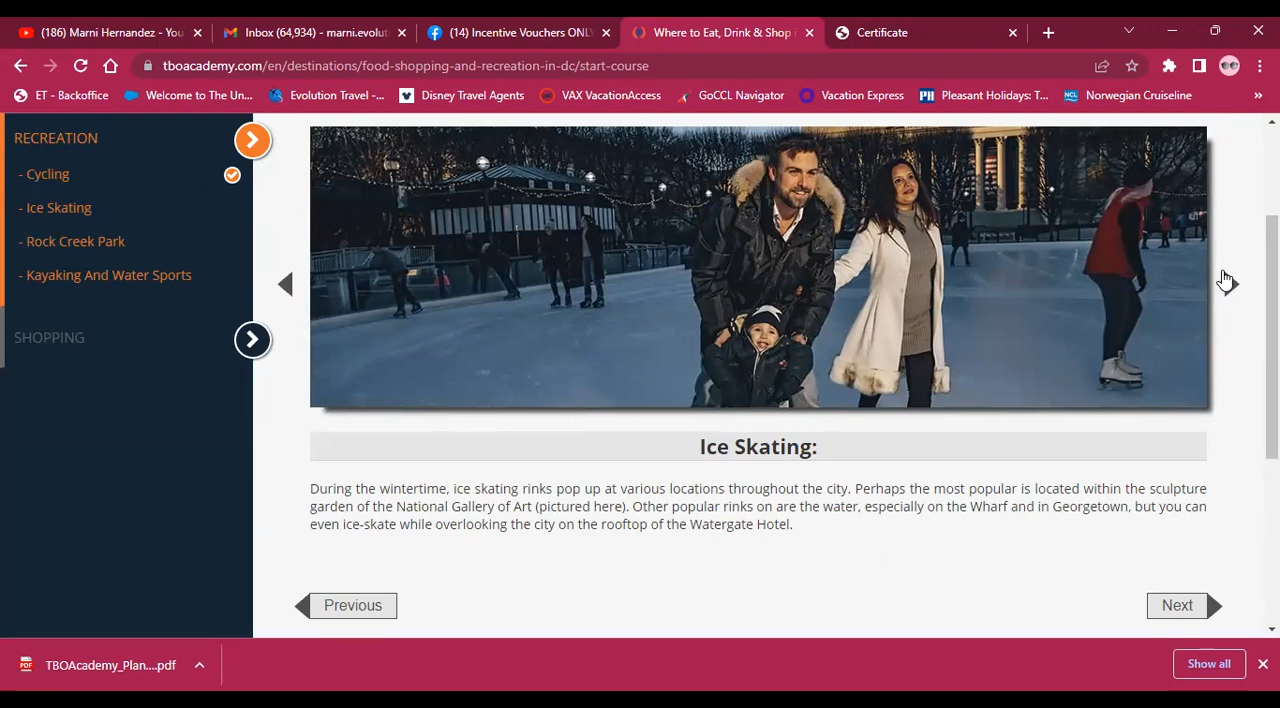 (186) Marni Hernandez - You
Inbox (64,934) - marni.evolut
(14) Incentive Vouchers ONL
Where to Eat, Drink & Shop i
Certificate
tboacademy.com/en/destinations/food-shopping-and-recreation-in-dc/start-course
ET - Backoffice
Welcome to The Un...
Evolution Travel -...
Disney Travel Agents
VAX VacationAccess
GoCCL Navigator
Vacation Express
Pleasant Holidays: T...
Norwegian Cruiseline
»
RECREATION
- Cycling
- Ice Skating
- Rock Creek Park
- Kayaking And Water Sports
SHOPPING
Ice Skating:
During the wintertime, ice skating rinks pop up at various locations throughout the city. Perhaps the most popular is located within the sculpture
garden of the National Gallery of Art (pictured here). Other popular rinks on are the water, especially on the Wharf and in Georgetown, but you can
even ice-skate while overlooking the city on the rooftop of the Watergate Hotel.
Previous
Next
TBOAcademy_Plan....pdf
Show all